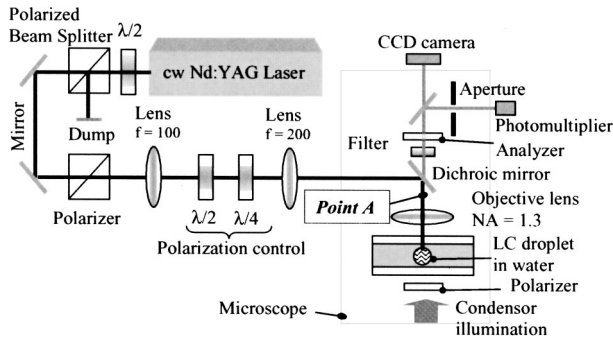 Polarized
Beam Splitter
λ/2
cw Nd:YAG Laser
Mirror
Dump
Lens
f = 100
Lens
f = 200
Polarizer
λ/2
λ/4
Polarization control
CCD camera
Aperture
Photomultiplier
Filter
Analyzer
Dichroic mirror
Point A
Objective lens
NA = 1.3
LC droplet
in water
Polarizer
Microscope
Condensor
illumination